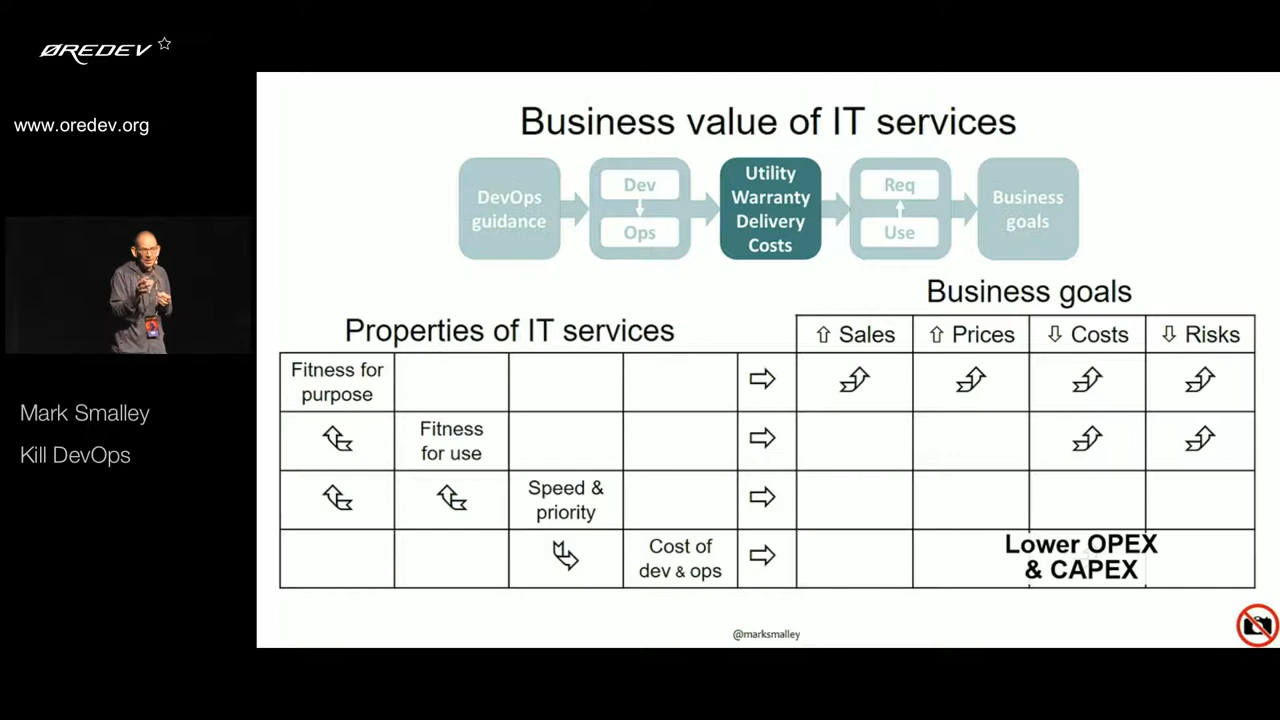 ØREDEV
www.oredev.org
Mark Smalley
Kill DevOps
Business value of IT services
DevOps
guidance
Dev
Ops
Utility
Warranty
Delivery
Costs
Req
Use
Business
goals
Business goals
Properties of IT services
⇧ Sales
⇧ Prices
⇩ Costs
⇩ Risks
Fitness for
purpose
Fitness
for use
Speed &
priority
Cost of
dev & ops
Lower OPEX
& CAPEX
@marksmalley